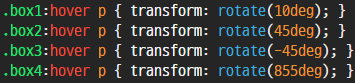 .box1:hover p { transform: rotate(10deg); }
.box2:hover p { transform: rotate(45deg); }
.box3:hover p { transform: rotate(-45deg); }
.box4:hover p { transform: rotate(855deg); }